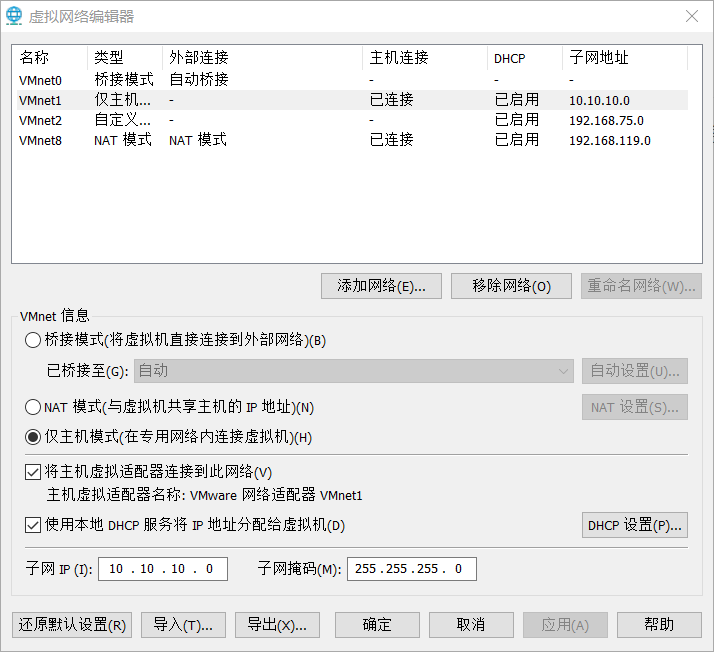 虚拟网络编辑器
名称 类型 外部连接 主机连接 DHCP 子网地址
VMnet0 桥接模式 自动桥接 - - -
VMnet1 仅主机... - 已连接 已启用 10.10.10.0
VMnet2 自定义... - - 已启用 192.168.75.0
VMnet8 NAT 模式 NAT 模式 已连接 已启用 192.168.119.0
添加网络(E)... 移除网络(O) 重命名网络(W)...
VMnet 信息
桥接模式(将虚拟机直接连接到外部网络)(B)
已桥接至(G): 自动 自动设置(U)...
NAT 模式(与虚拟机共享主机的 IP 地址)(N) NAT 设置(S)...
仅主机模式(在专用网络内连接虚拟机)(H)
将主机虚拟适配器连接到此网络(V)
主机虚拟适配器名称: VMware 网络适配器 VMnet1
使用本地 DHCP 服务将 IP 地址分配给虚拟机(D) DHCP 设置(P)...
子网 IP (I): 10 . 10 . 10 . 0 子网掩码(M): 255 . 255 . 255 . 0
还原默认设置(R) 导入(T)... 导出(X)... 确定 取消 应用(A) 帮助